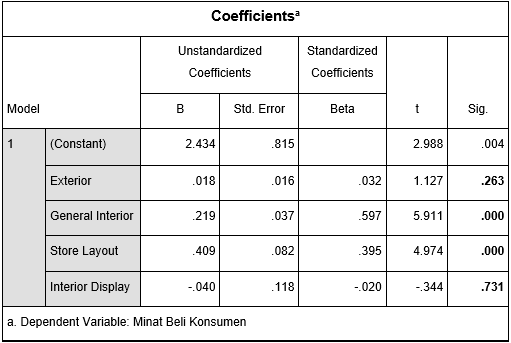 Coefficientsa
Unstandardized Coefficients Standardized Coefficients
Model B Std. Error Beta t Sig.
1 (Constant) 2.434 .815 2.988 .004
Exterior .018 .016 .032 1.127 .263
General Interior .219 .037 .597 5.911 .000
Store Layout .409 .082 .395 4.974 .000
Interior Display -.040 .118 -.020 -.344 .731
a. Dependent Variable: Minat Beli Konsumen